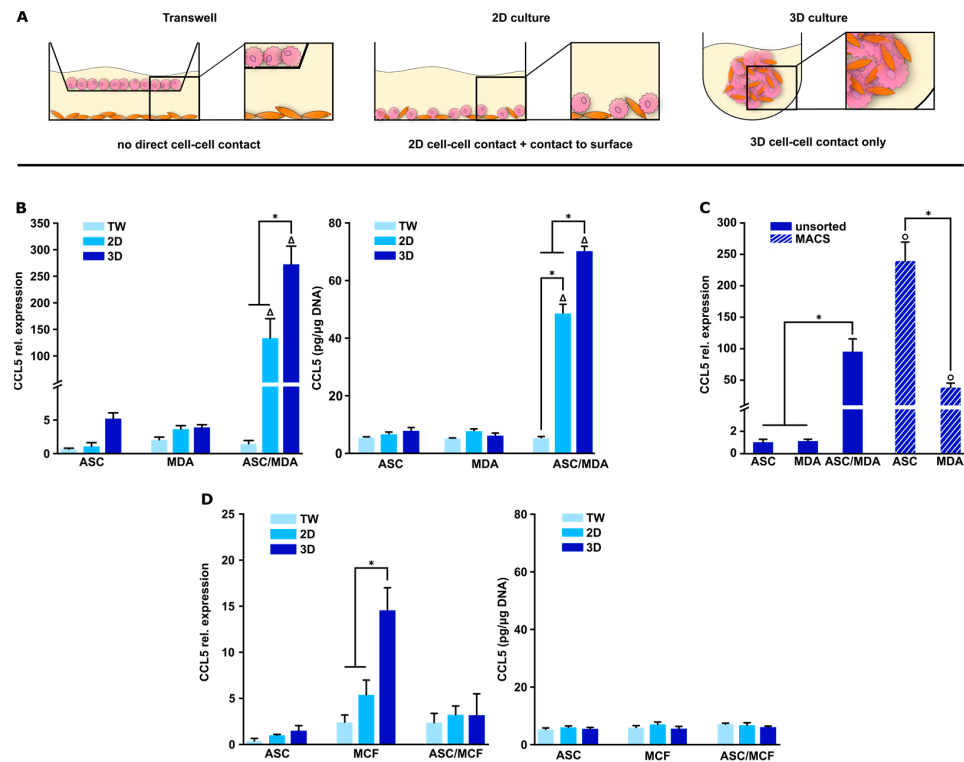 A
Transwell
2D culture
3D culture
no direct cell-cell contact
2D cell-cell contact + contact to surface
3D cell-cell contact only
B
CCL5 rel. expression
350
300
250
200
150
100
5
0
TW
2D
3D
*
Δ
Δ
ASC
MDA
ASC/MDA
CCL5 (pg/µg DNA)
80
60
40
20
0
TW
2D
3D
*
*
Δ
Δ
ASC
MDA
ASC/MDA
C
CCL5 rel. expression
300
250
200
150
100
50
2
0
unsorted
MACS
*
*
ASC
MDA
ASC/MDA
ASC
MDA
D
CCL5 rel. expression
25
20
15
10
5
0
TW
2D
3D
*
ASC
MCF
ASC/MCF
CCL5 (pg/µg DNA)
80
60
40
20
0
TW
2D
3D
ASC
MCF
ASC/MCF